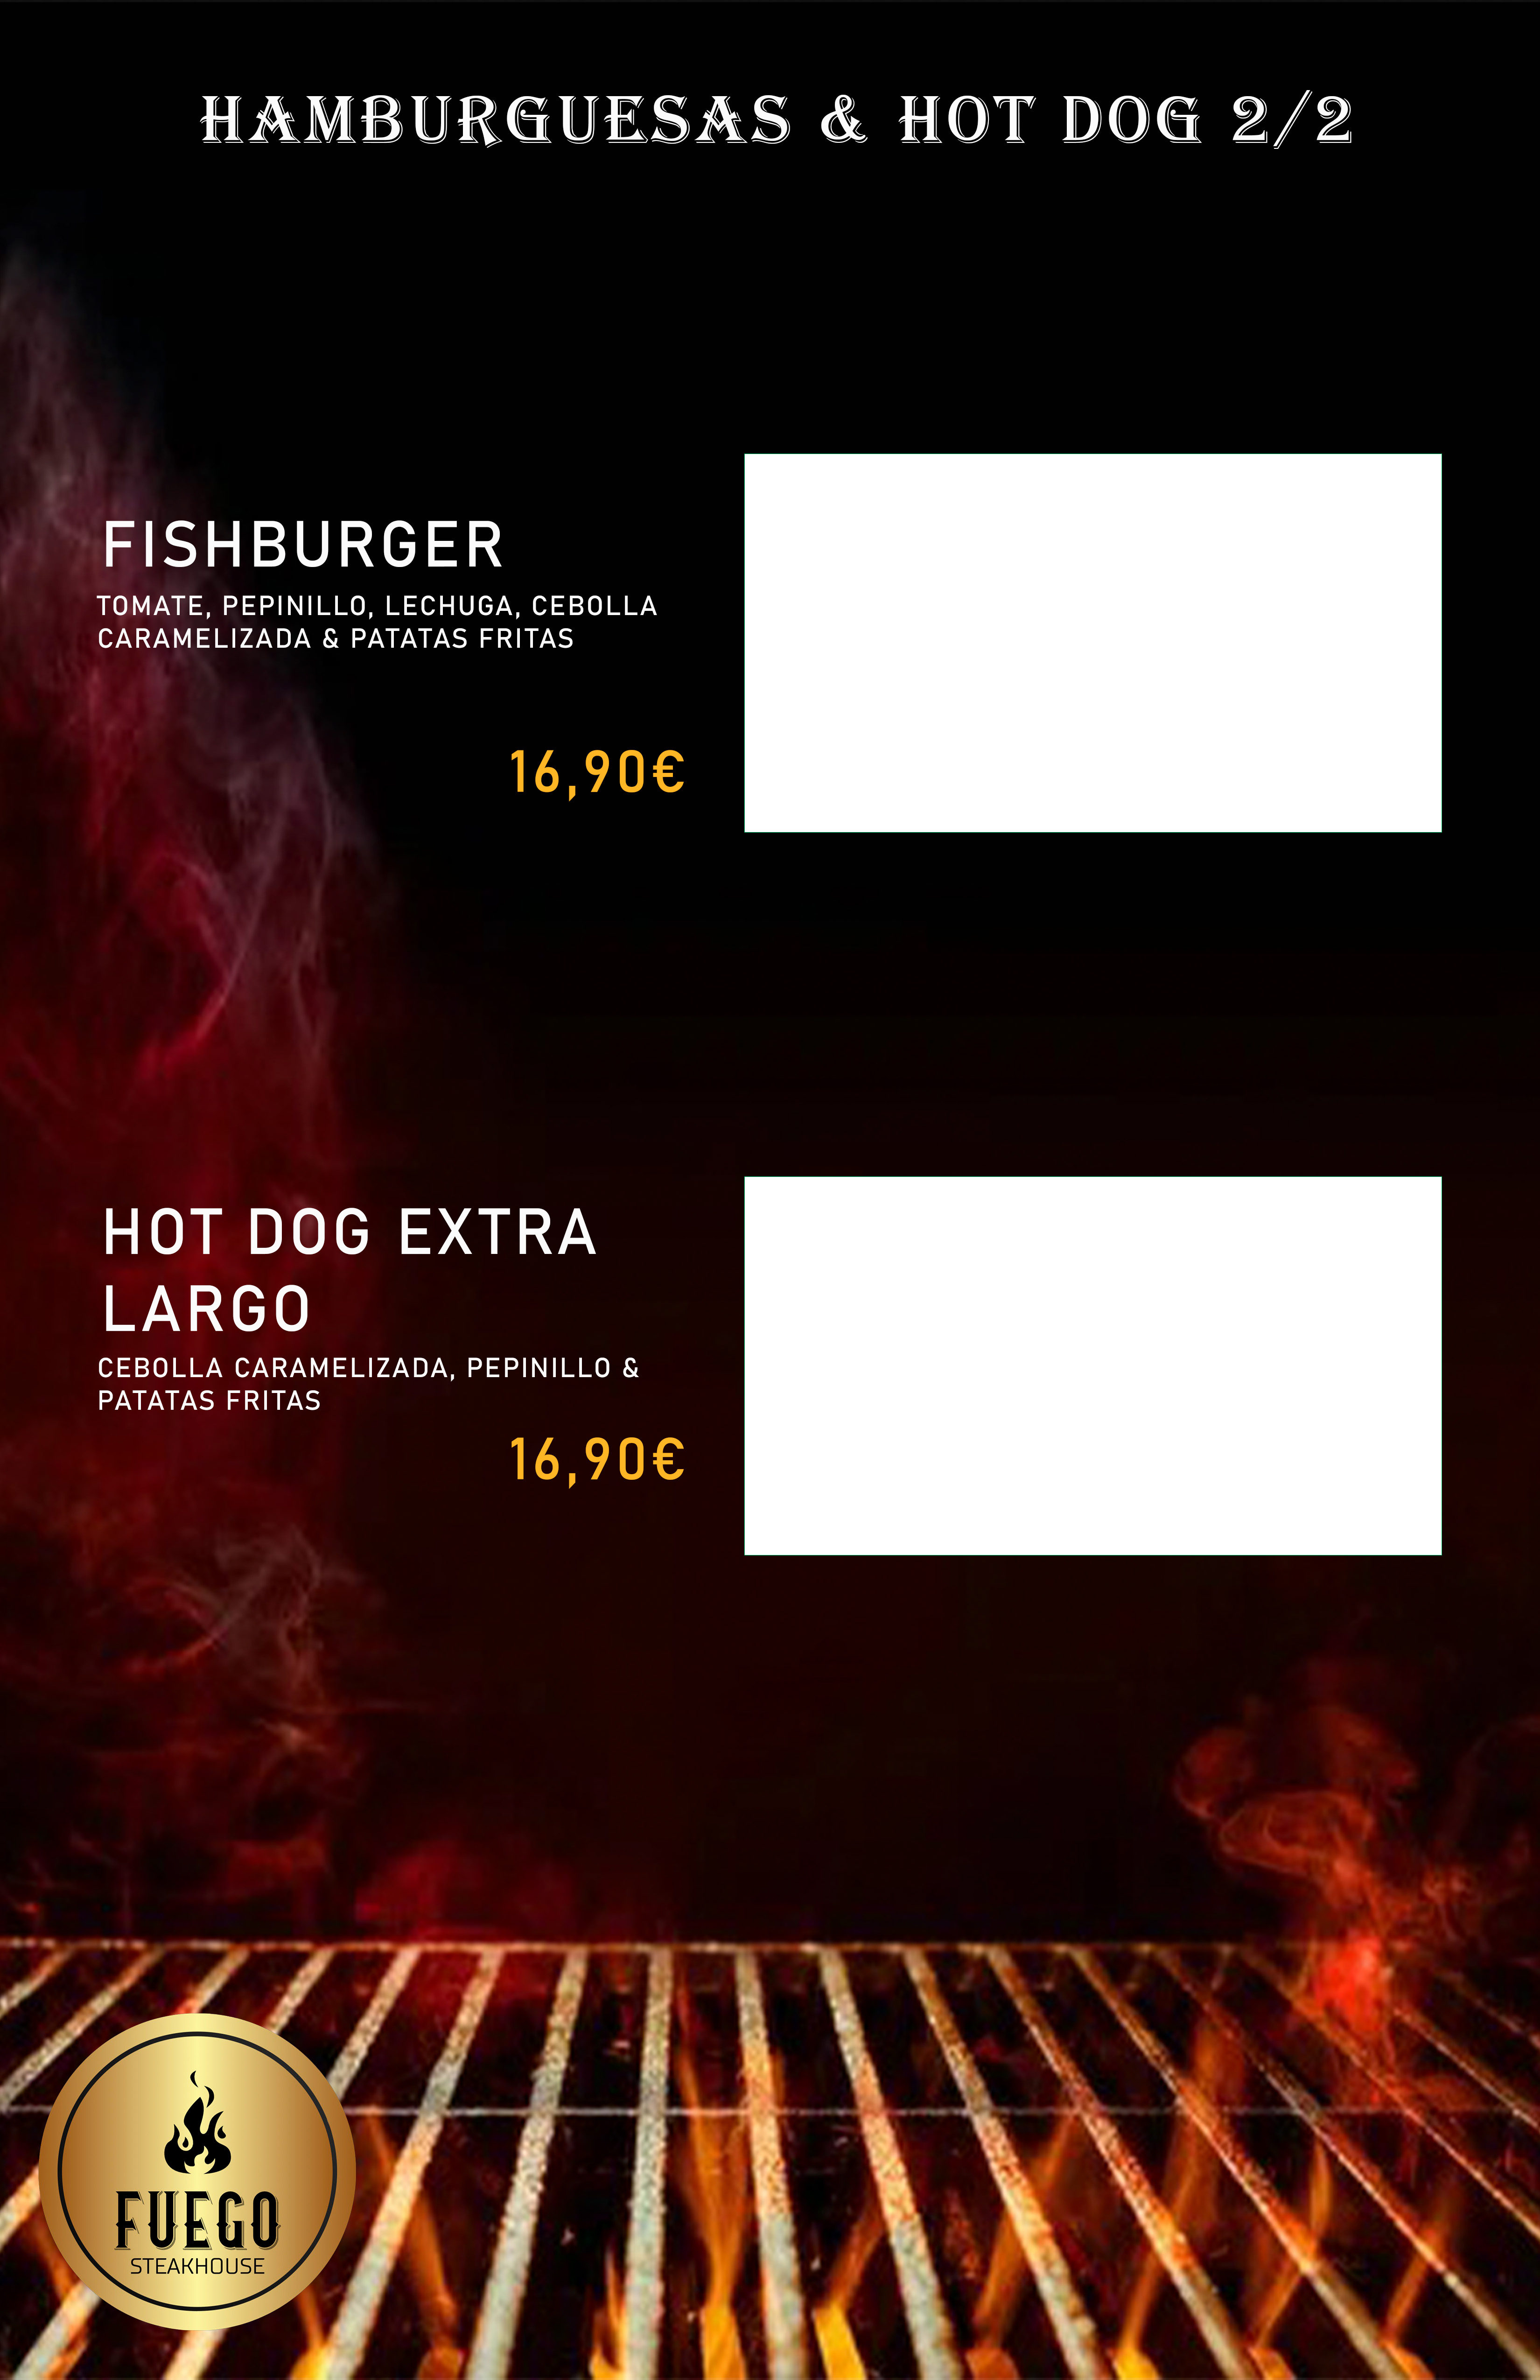 HAMBURGUESAS & HOT DOG 2/2
FISHBURGER
TOMATE, PEPINILLO, LECHUGA, CEBOLLA
CARAMELIZADA & PATATAS FRITAS
16,90€
HOT DOG EXTRA
LARGO
CEBOLLA CARAMELIZADA, PEPINILLO &
PATATAS FRITAS
16,90€
FUEGO
STEAKHOUSE